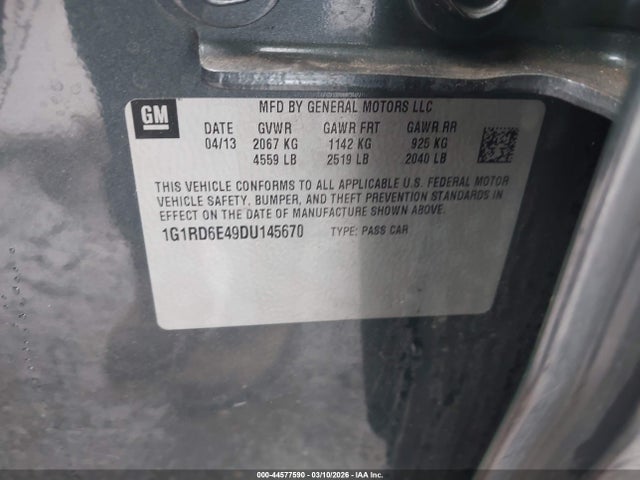 GM
MFD BY GENERAL MOTORS LLC
DATE GVWR GAWR FRT GAWR RR
04/13 2067 KG 1142 KG 925 KG
4559 LB 2519 LB 2040 LB
THIS VEHICLE CONFORMS TO ALL APPLICABLE U.S. FEDERAL MOTOR
VEHICLE SAFETY, BUMPER, AND THEFT PREVENTION STANDARDS IN
EFFECT ON THE DATE OF MANUFACTURE SHOWN ABOVE.
1G1RD6E49DU145670 TYPE: PASS CAR
000-44577590 - 03/10/2026 - IAA Inc.